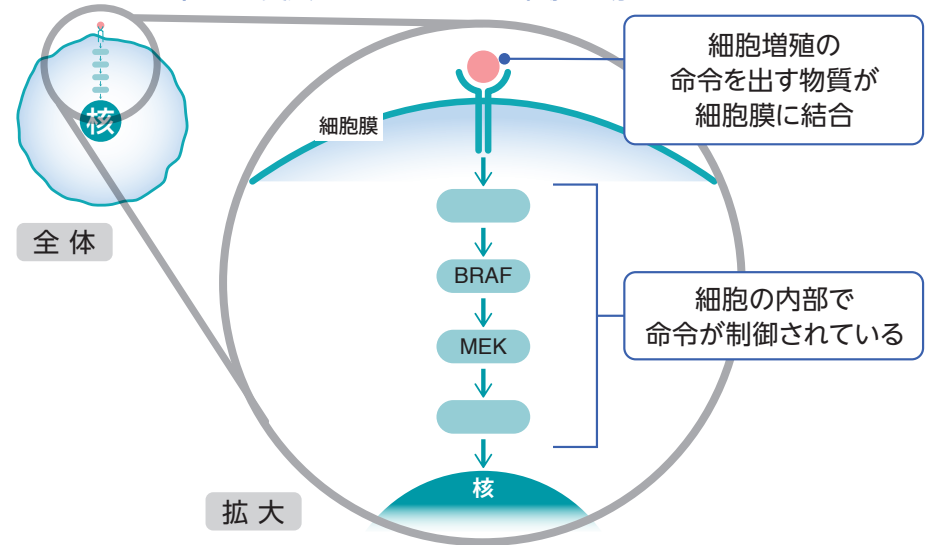 核
全体
細胞増殖の
命令を出す物質が
細胞膜に結合
細胞膜
BRAF
MEK
細胞の内部で
命令が制御されている
核
拡大